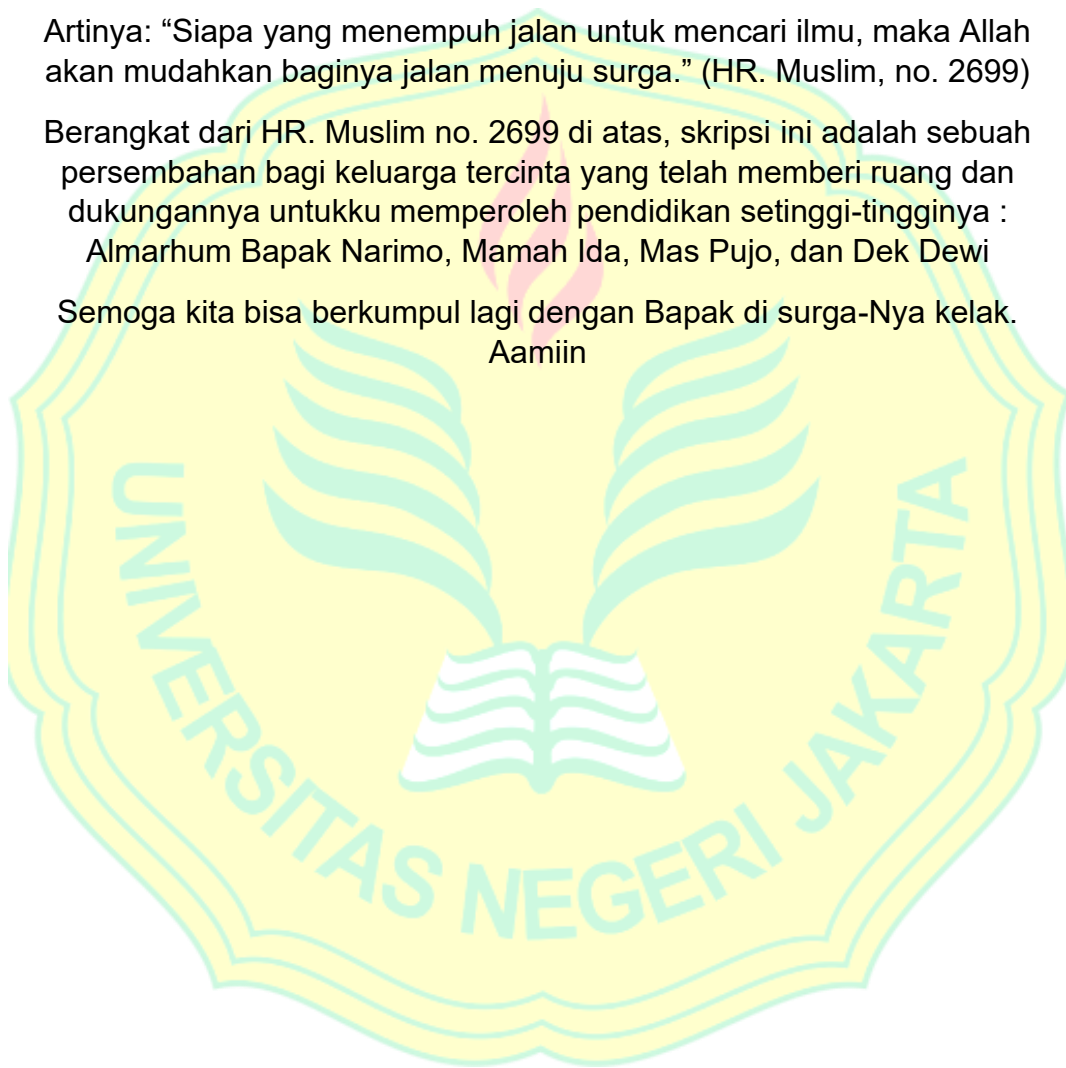 Artinya: “Siapa yang menempuh jalan untuk mencari ilmu, maka Allah
akan mudahkan baginya jalan menuju surga.” (HR. Muslim, no. 2699)
Berangkat dari HR. Muslim no. 2699 di atas, skripsi ini adalah sebuah
persembahan bagi keluarga tercinta yang telah memberi ruang dan
dukungannya untukku memperoleh pendidikan setinggi-tingginya :
Almarhum Bapak Narimo, Mamah Ida, Mas Pujo, dan Dek Dewi
Semoga kita bisa berkumpul lagi dengan Bapak di surga-Nya kelak.
Aamiin
UNIVERSITAS NEGERI JAKARTA